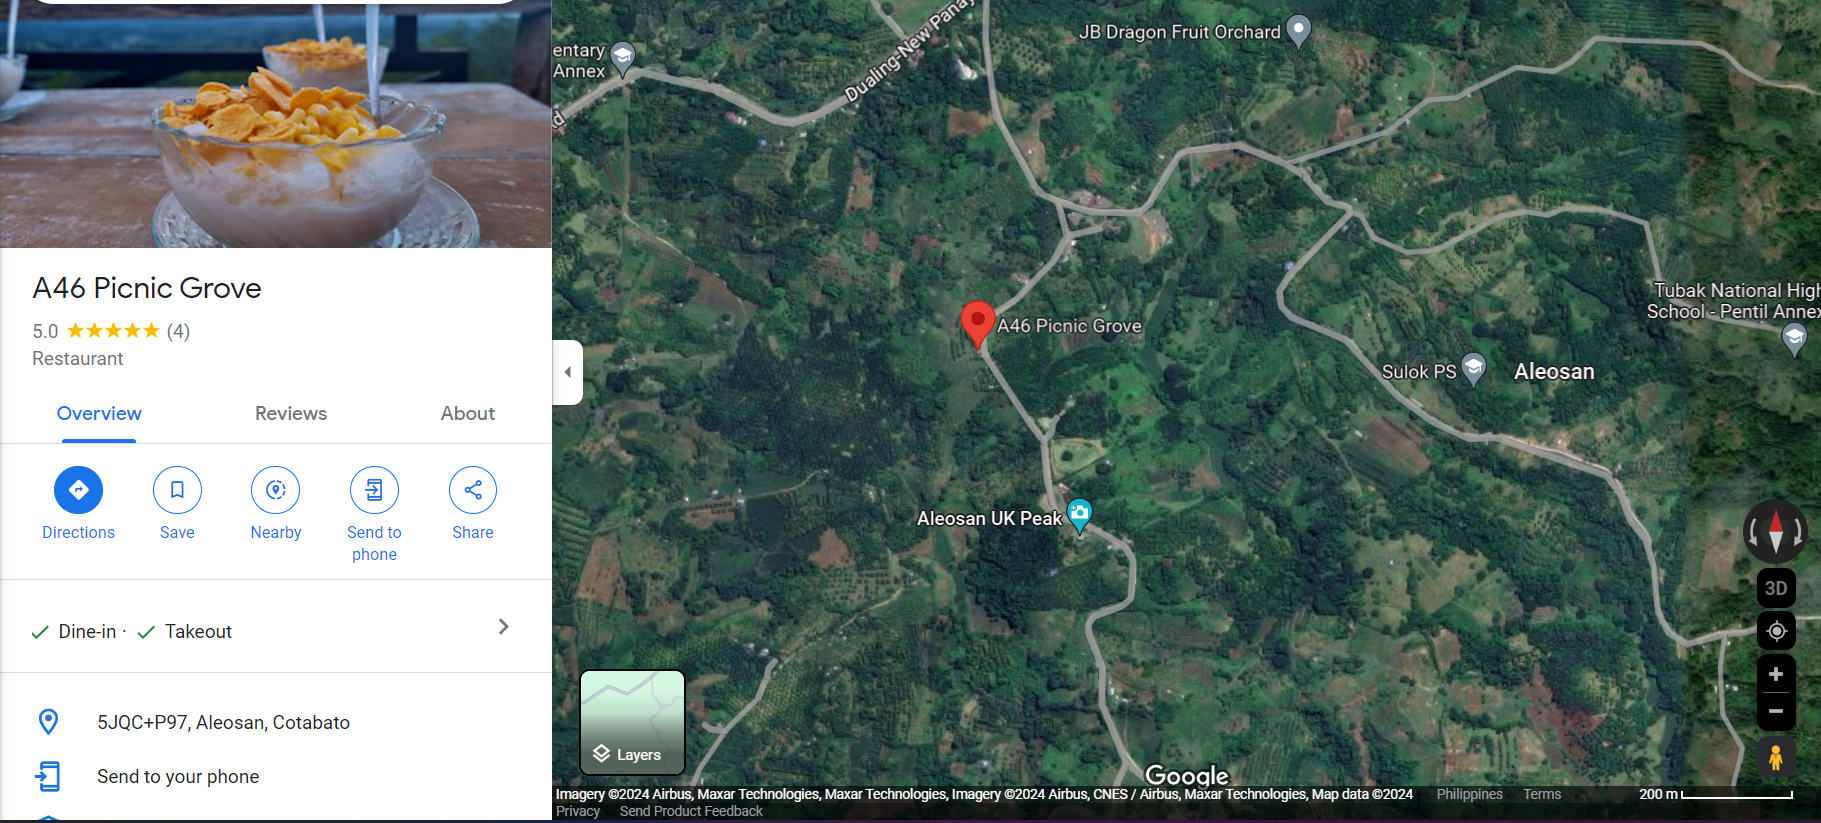 A46 Picnic Grove
5.0 (4)
Restaurant
Overview
Reviews
About
Directions
Save
Nearby
Send to
phone
Share
Dine-in · Takeout
5JQC+P97, Aleosan, Cotabato
Send to your phone
entary
Annex
Dualing-New Panay
d
JB Dragon Fruit Orchard
A46 Picnic Grove
Tubak National High
School - Pentil Annex
Sulok PS
Aleosan
Aleosan UK Peak
3D
Layers
Google
Imagery ©2024 Airbus, Maxar Technologies, Maxar Technologies, Imagery ©2024 Airbus, CNES / Airbus, Maxar Technologies, Map data ©2024
Philippines
Terms
200 m
Privacy
Send Product Feedback